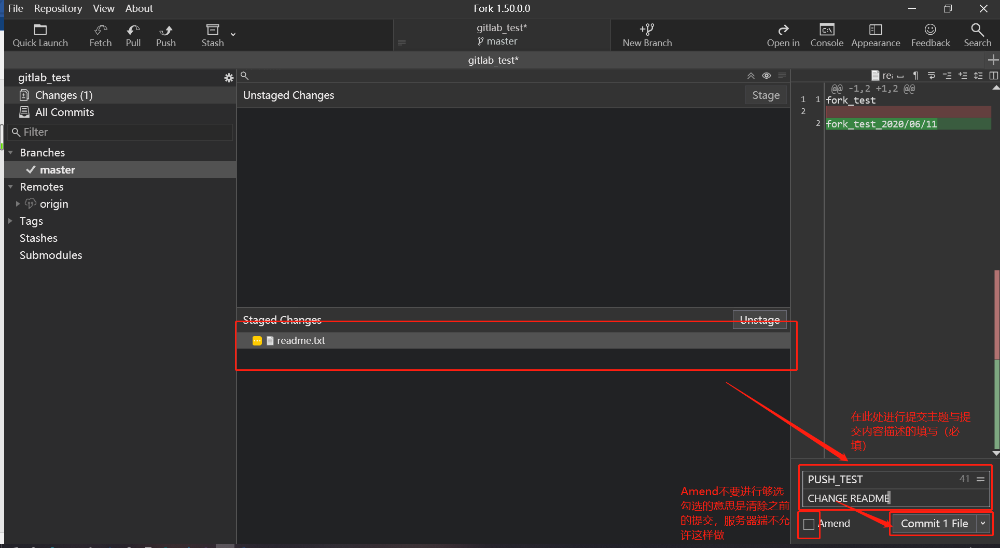 File Repository View About
Fork 1.50.0.0
Quick Launch Fetch Pull Push Stash
gitlab_test*
master
New Branch Open in Console Appearance Feedback Search
gitlab_test*
gitlab_test
Changes (1)
All Commits
Filter
Branches
master
Remotes
origin
Tags
Stashes
Submodules
Unstaged Changes Stage
Staged Changes Unstage
readme.txt
@@ -1,2 +1,2 @@
1 1 fork_test
2
2 fork_test_2020/06/11
在此处进行提交主题与提
交内容描述的填写（必
填）
PUSH_TEST 41
CHANGE README
Amend不要进行够选
勾选的意思是清除之前
的提交，服务器端不允
许这样做
Amend Commit 1 File